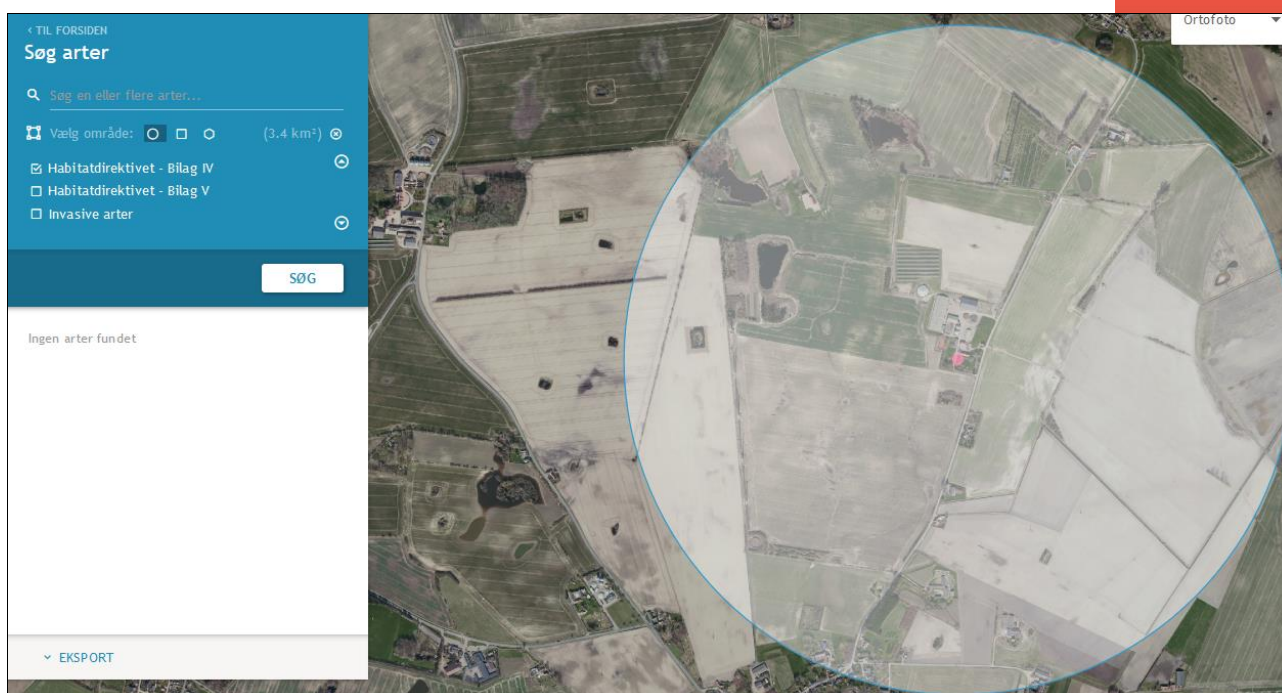 ‹ TIL FORSIDEN
Søg arter
Søg en eller flere arter...
Vælg område: (3.4 km²)
Habitatdirektivet - Bilag IV
Habitatdirektivet - Bilag V
Invasive arter
SØG
Ingen arter fundet
EKSPORT
Ortofoto